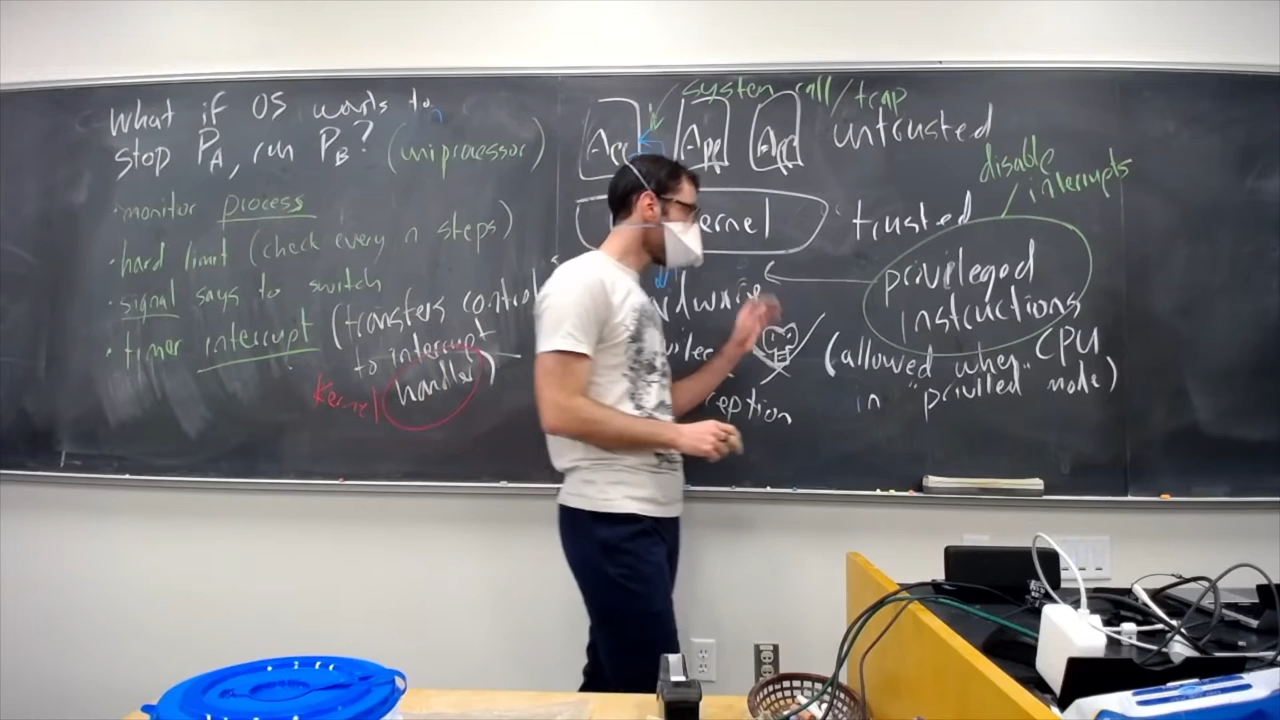 What if OS wants to
stop PA, run PB? (uniprocessor)
· monitor process
· hard limit (check every n steps)
· signal says to switch
· timer interrupt (transfers control
to interrupt
handler)
Kernel
system call/trap
App App App
untrusted
trusted
disable
interrupts
privileged
instructions
(allowed when CPU
in "privilled" mode)